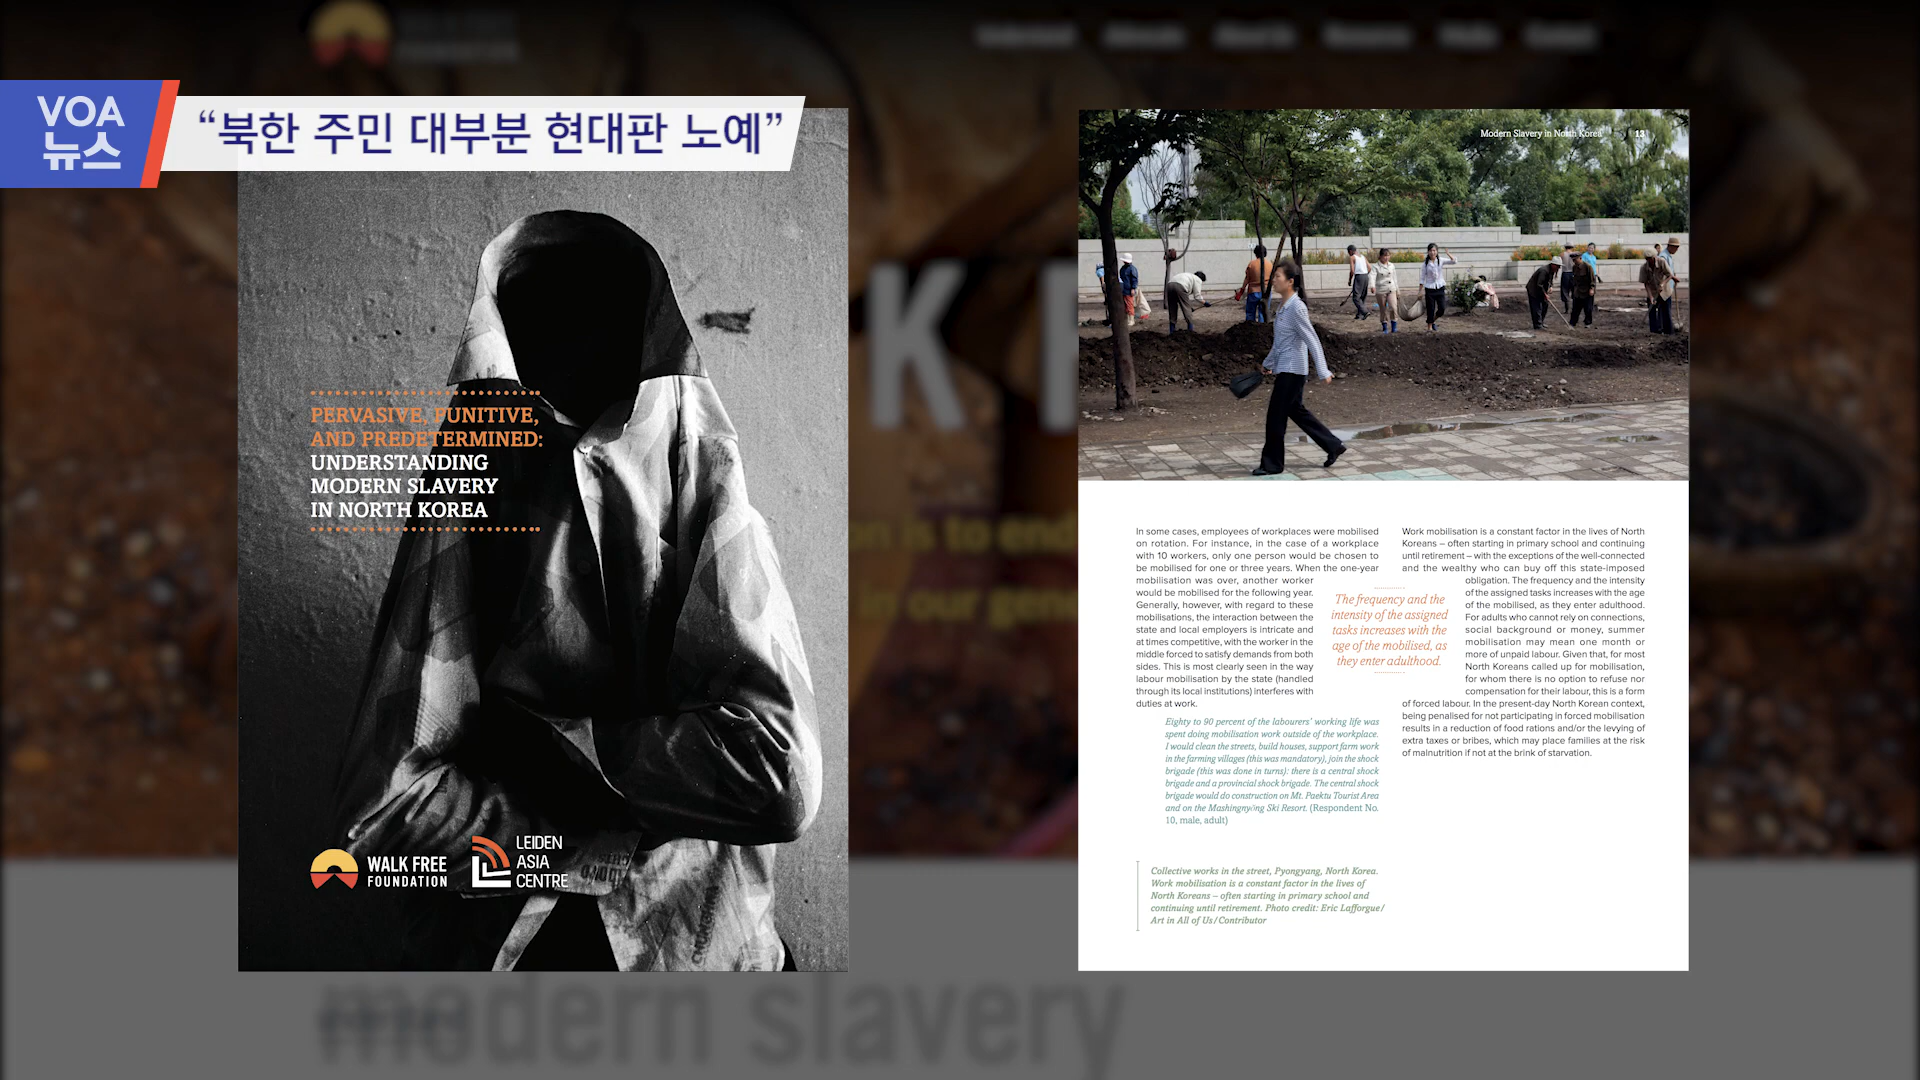 VOA
뉴스
“북한 주민 대부분 현대판 노예”
PERVASIVE, PUNITIVE,
AND PREDETERMINED:
UNDERSTANDING
MODERN SLAVERY
IN NORTH KOREA
WALK FREE
FOUNDATION
LEIDEN
ASIA
CENTRE
Modern Slavery in North Korea 13
In some cases, employees of workplaces were mobilised
on rotation. For instance, in the case of a workplace
with 10 workers, only one person would be chosen to
be mobilised for one or three years. When the one-year
mobilisation was over, another worker
would be mobilised for the following year.
Generally, however, with regard to these
mobilisations, the interaction between the
state and local employers is intricate and
at times competitive, with the worker in the
middle forced to satisfy demands from both
sides. This is most clearly seen in the way
labour mobilisation by the state (handled
through its local institutions) interferes with
duties at work.
Eighty to 90 percent of the labourers’ working life was
spent doing mobilisation work outside of the workplace.
I would clean the streets, build houses, support farm work
in the farming villages (this was mandatory), join the shock
brigade (this was done in turns): there is a central shock
brigade and a provincial shock brigade. The central shock
brigade would do construction on Mt. Paektu Tourist Area
and on the Mashingnyŏng Ski Resort. (Respondent No.
10, male, adult)
Collective works in the street, Pyongyang, North Korea.
Work mobilisation is a constant factor in the lives of
North Koreans – often starting in primary school and
continuing until retirement. Photo credit: Eric Lafforgue/
Art in All of Us/Contributor
The frequency and the
intensity of the assigned
tasks increases with the
age of the mobilised, as
they enter adulthood.
Work mobilisation is a constant factor in the lives of North
Koreans – often starting in primary school and continuing
until retirement – with the exceptions of the well-connected
and the wealthy who can buy off this state-imposed
obligation. The frequency and the intensity
of the assigned tasks increases with the age
of the mobilised, as they enter adulthood.
For adults who cannot rely on connections,
social background or money, summer
mobilisation may mean one month or
more of unpaid labour. Given that, for most
North Koreans called up for mobilisation,
for whom there is no option to refuse nor
compensation for their labour, this is a form
of forced labour. In the present-day North Korean context,
being penalised for not participating in forced mobilisation
results in a reduction of food rations and/or the levying of
extra taxes or bribes, which may place families at the risk
of malnutrition if not at the brink of starvation.
modern slavery